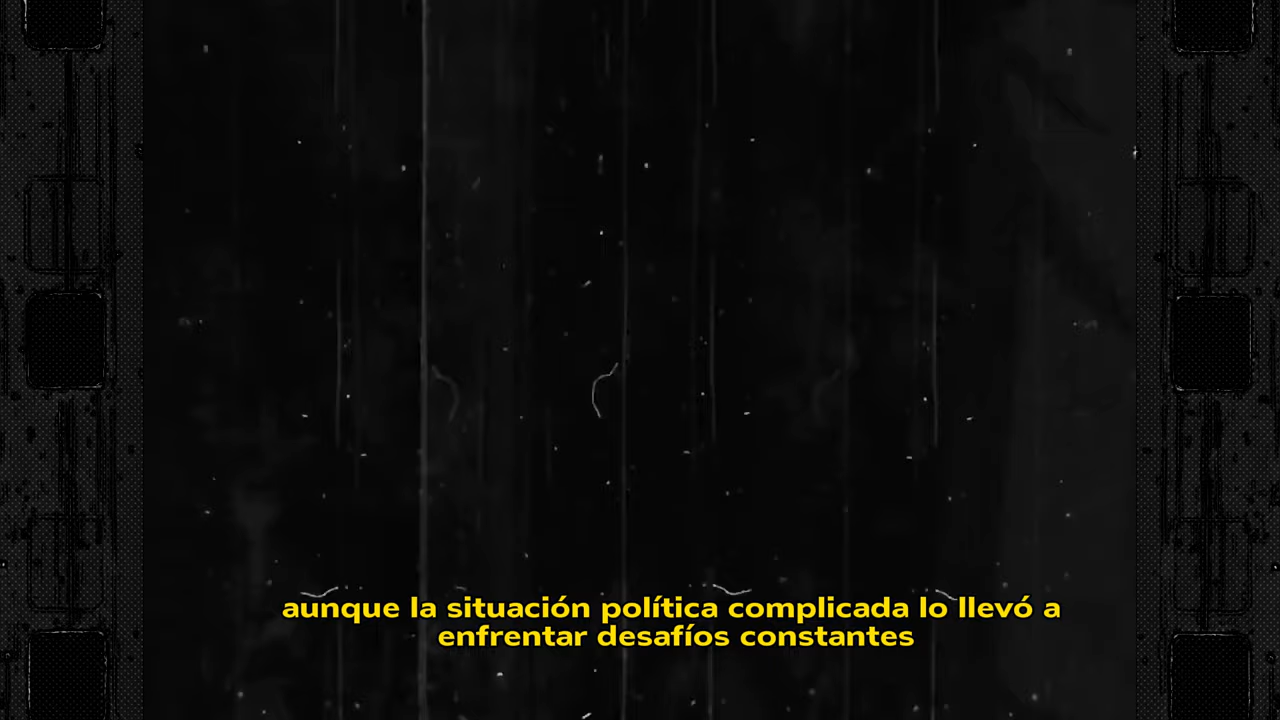 aunque la situación política complicada lo llevó a
enfrentar desafíos constantes